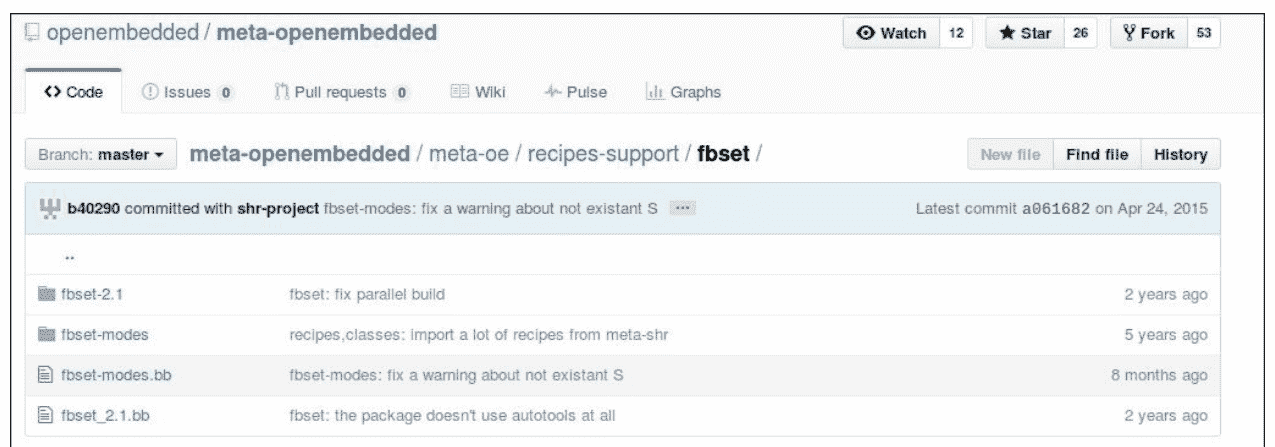 openembedded / meta-openembedded Watch 12 Star 26 Fork 53
Code Issues 0 Pull requests 0 Wiki Pulse Graphs
Branch: master meta-openembedded / meta-oe / recipes-support / fbset / New file Find file History
b40290 committed with shr-project fbset-modes: fix a warning about not existant S ... Latest commit a061682 on Apr 24, 2015
..
fbset-2.1 fbset: fix parallel build 2 years ago
fbset-modes recipes,classes: import a lot of recipes from meta-shr 5 years ago
fbset-modes.bb fbset-modes: fix a warning about not existant S 8 months ago
fbset_2.1.bb fbset: the package doesn't use autotools at all 2 years ago